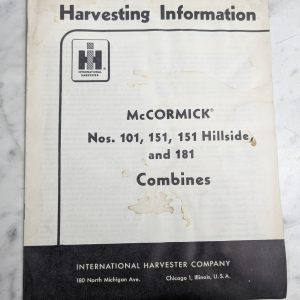 Harvesting Information
IH
INTERNATIONAL
HARVESTER
McCORMICK®
Nos. 101, 151, 151 Hillside,
and 181
Combines
INTERNATIONAL HARVESTER COMPANY
180 North Michigan Ave. Chicago 1, Illinois, U.S.A.